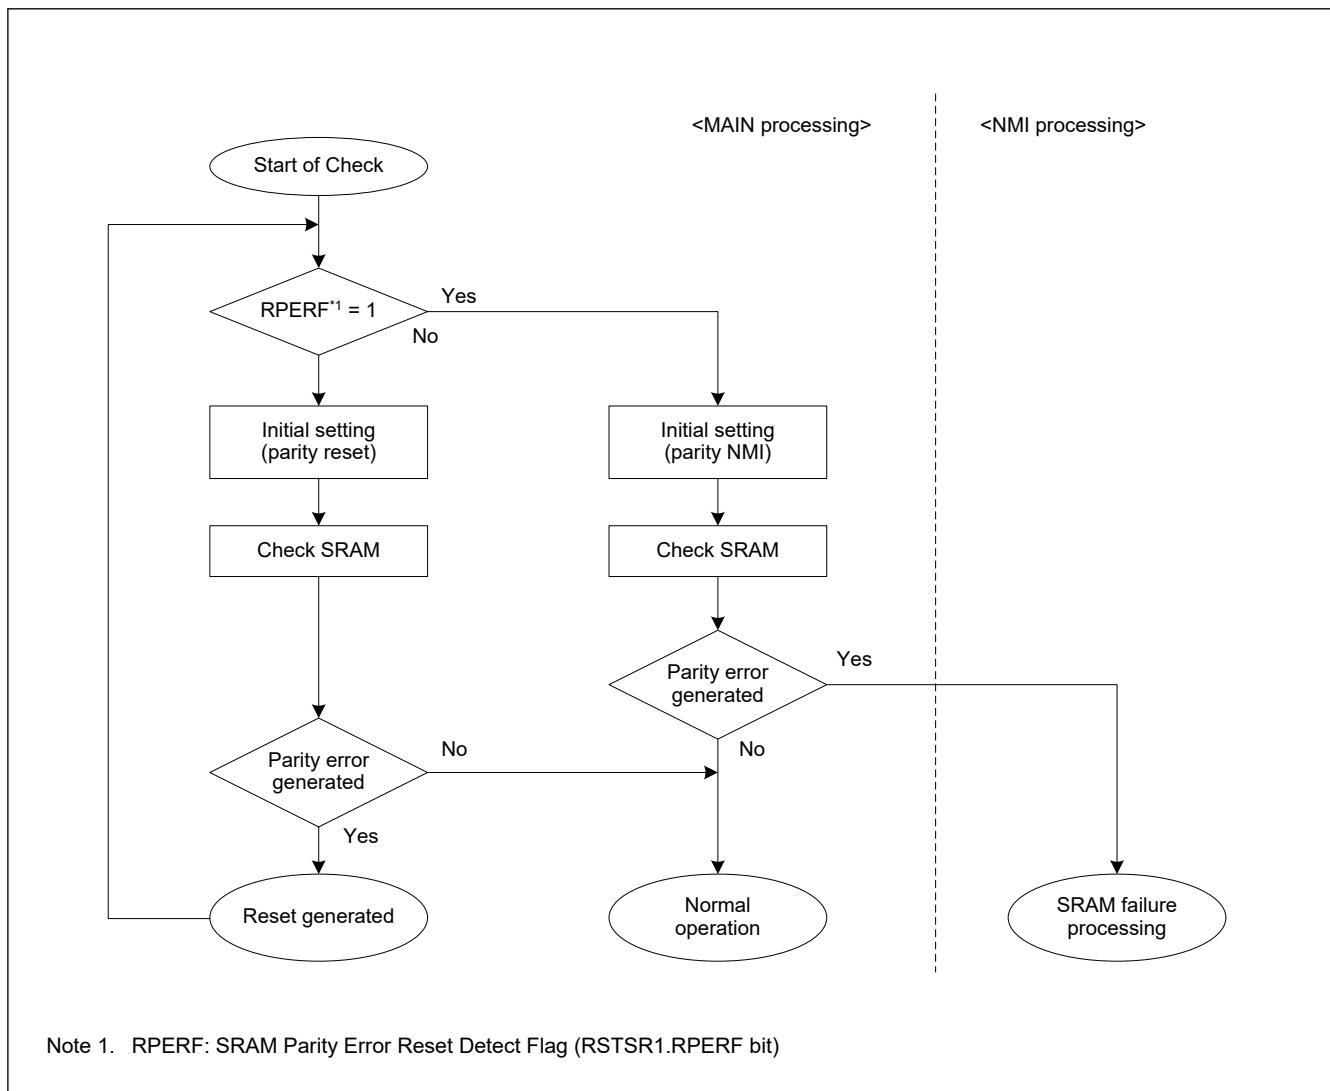 <MAIN processing>
<NMI processing>
Start of Check
RPERF*1 = 1
Yes
No
Initial setting
(parity reset)
Initial setting
(parity NMI)
Check SRAM
Check SRAM
Parity error
generated
Yes
No
Parity error
generated
No
Yes
Reset generated
Normal
operation
SRAM failure
processing
Note 1. RPERF: SRAM Parity Error Reset Detect Flag (RSTSR1.RPERF bit)